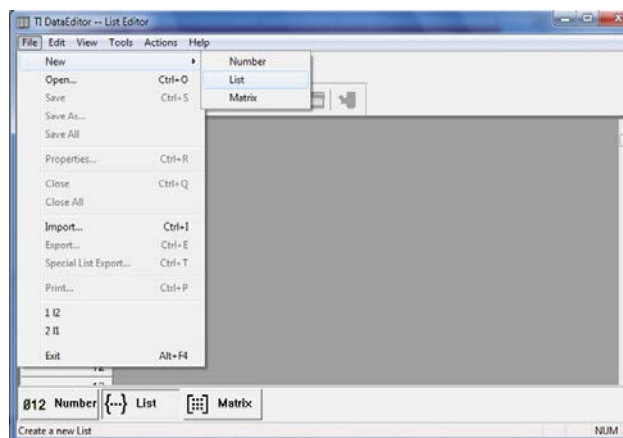 TI DataEditor -- List Editor
File Edit View Tools Actions Help
New
Number
Open... Ctrl+O
List
Save Ctrl+S
Matrix
Save As...
Save All
Properties... Ctrl+R
Close Ctrl+Q
Close All
Import... Ctrl+I
Export... Ctrl+E
Special List Export... Ctrl+T
Print... Ctrl+P
1 l2
2 l1
Exit Alt+F4
012 Number {...} List [:::] Matrix
Create a new List NUM